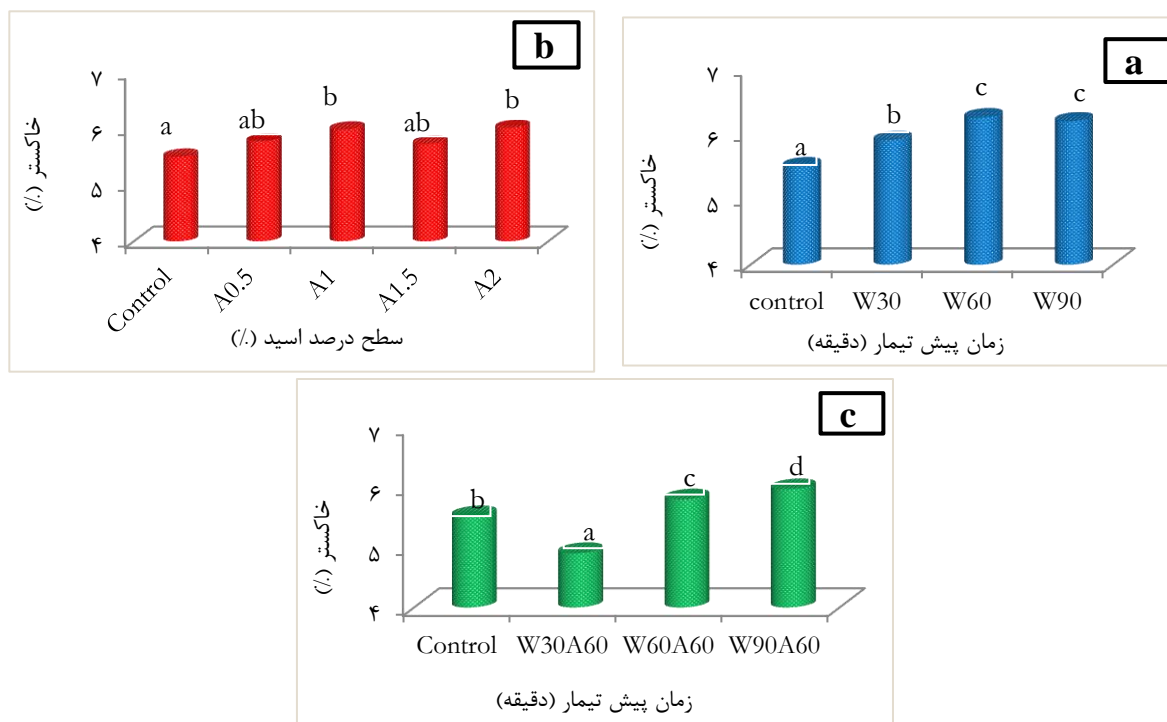 b
۷
۶
۵
۴
خاکستر (٪)
a
ab
b
ab
b
Control
A0.5
A1
A1.5
A2
سطح درصد اسید (٪)
a
۷
۶
۵
۴
خاکستر (٪)
a
b
c
c
control W30 W60 W90
زمان پیش تیمار (دقیقه)
c
۷
۶
۵
۴
خاکستر (٪)
b
a
c
d
Control W30A60 W60A60 W90A60
زمان پیش تیمار (دقیقه)